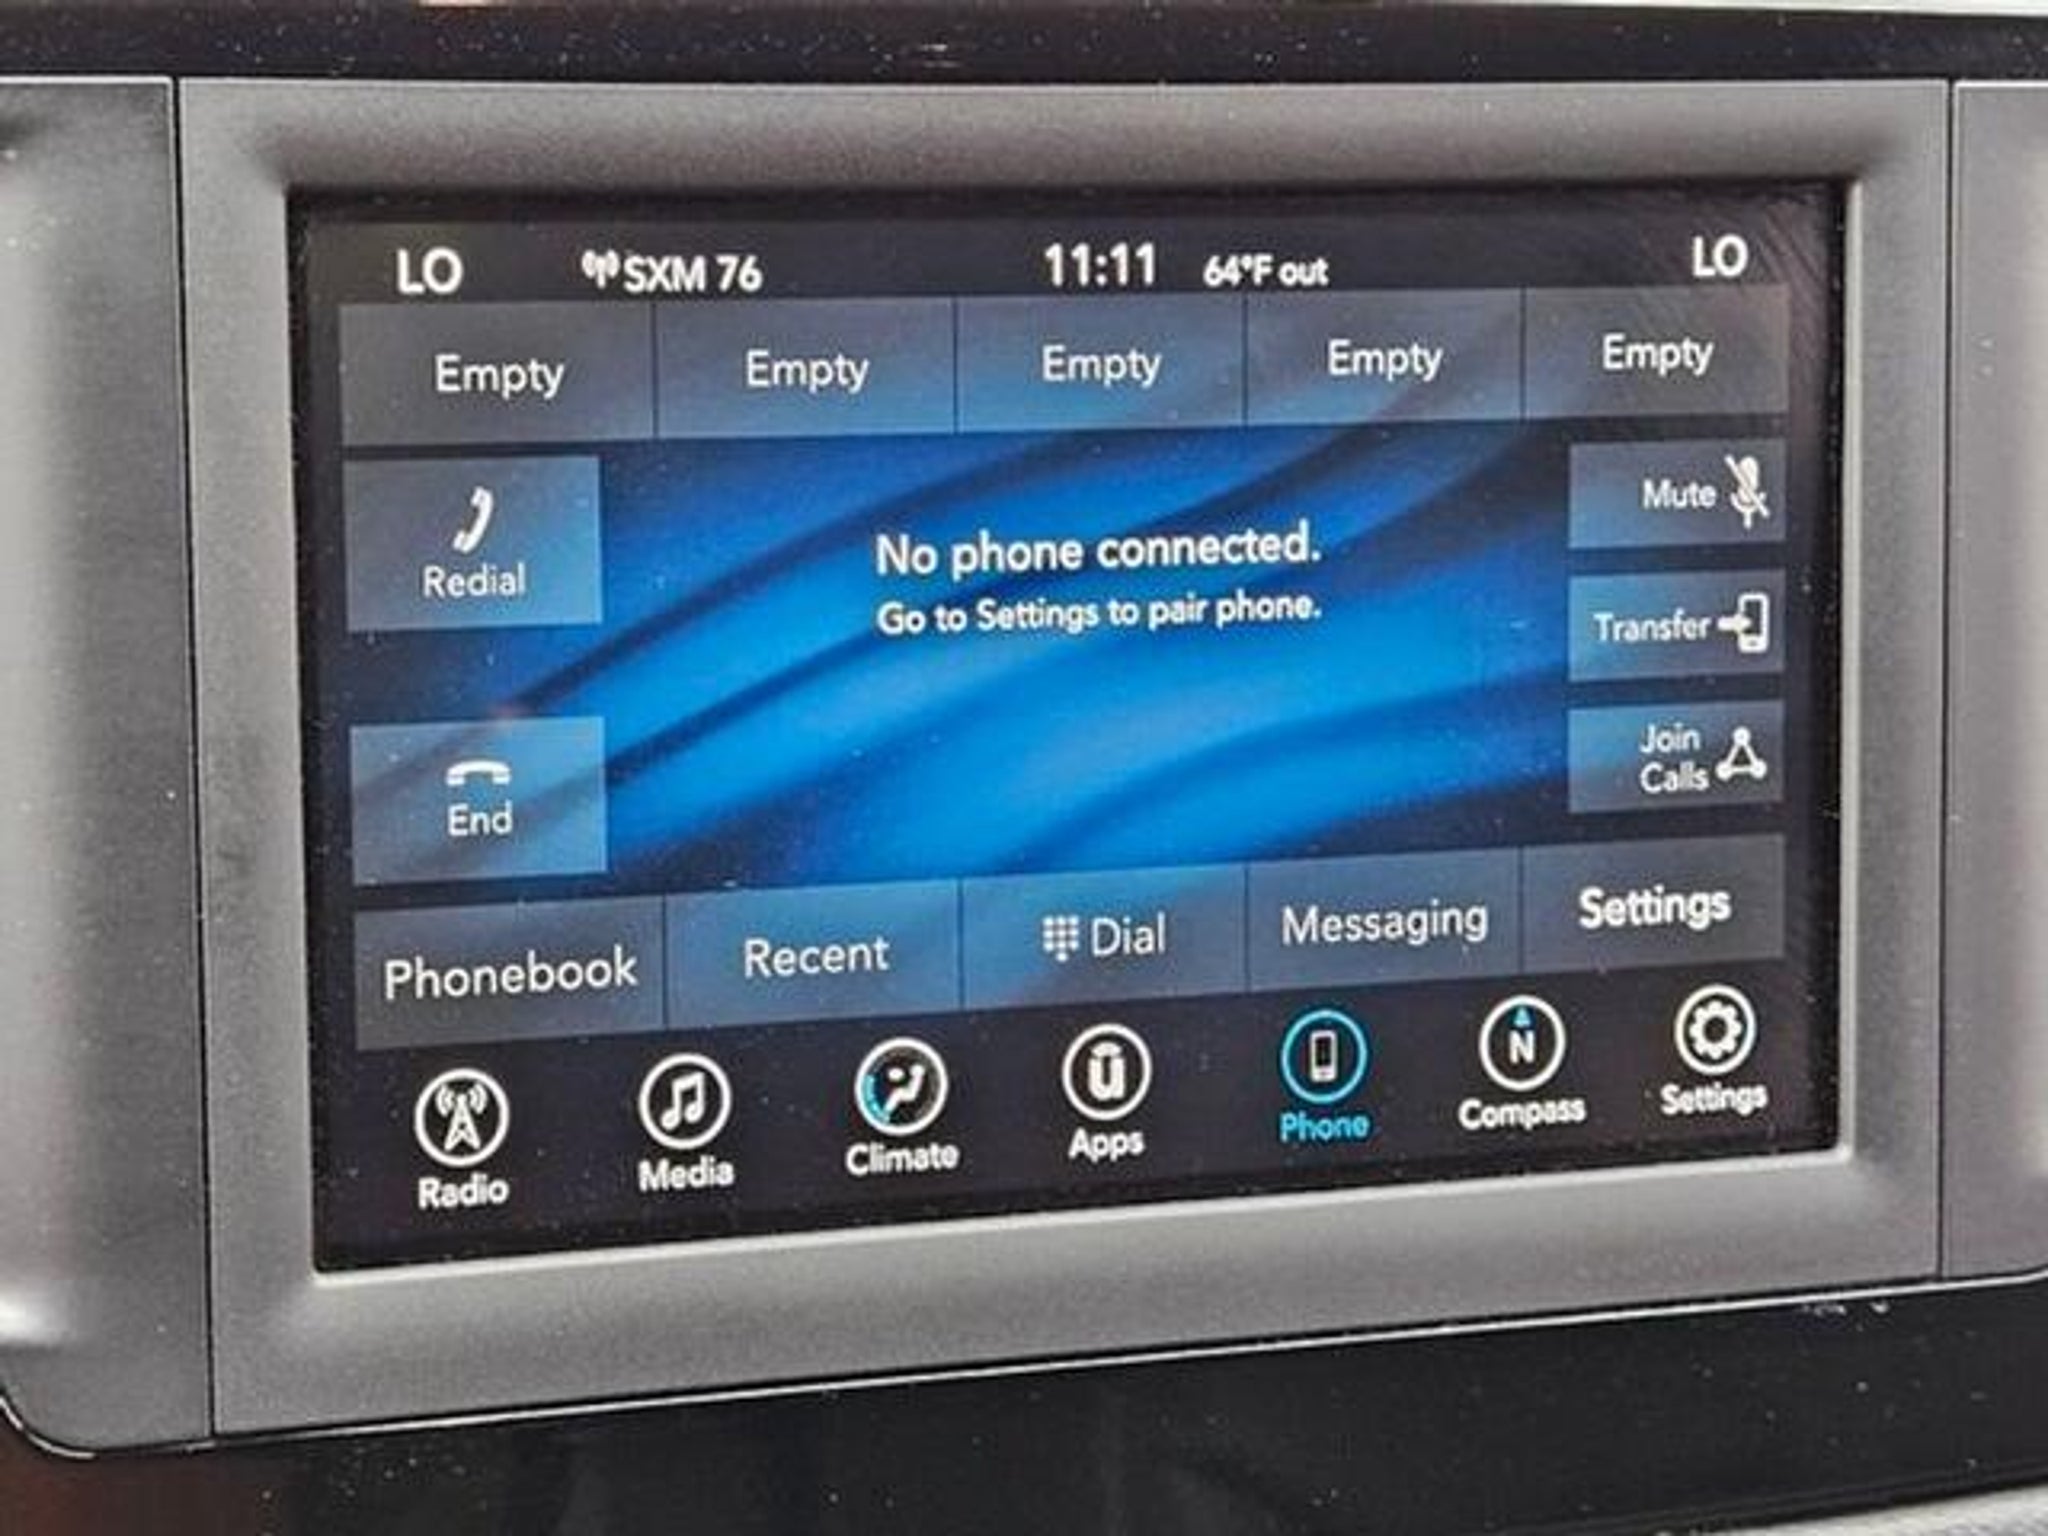 LO SXM 76 11:11 64°F out LO
Empty Empty Empty Empty Empty
Redial
No phone connected.
Go to Settings to pair phone.
Mute
Transfer
Join
Calls
End
Phonebook Recent Dial Messaging Settings
N
Radio Media Climate Apps Phone Compass Settings